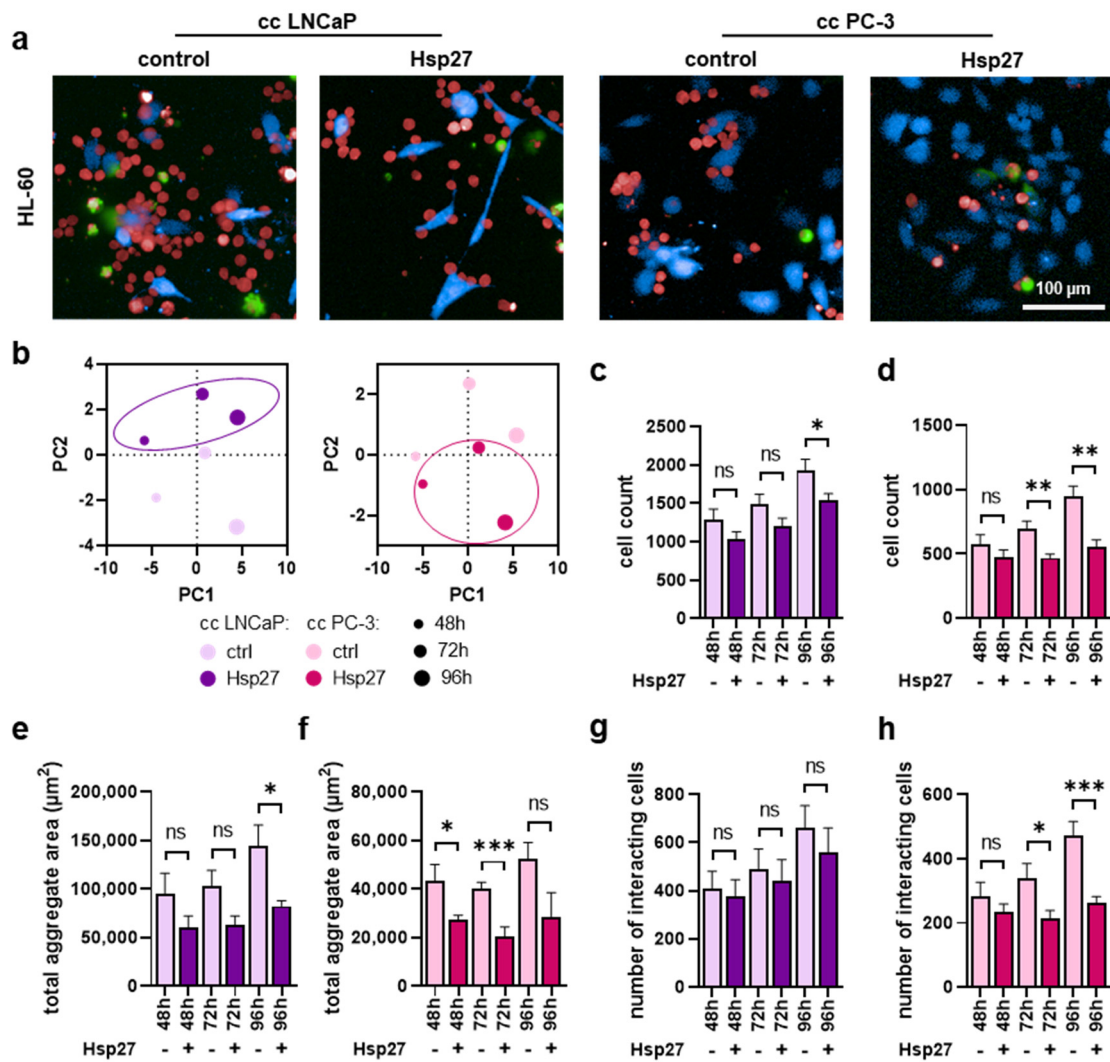 cc LNCaP
cc PC-3
a
control
Hsp27
control
Hsp27
HL-60
100 µm
b
4
2
0
-2
-4
PC2
-10
-5
0
5
10
PC1
2
0
-2
PC2
-10
-5
0
5
10
PC1
cc LNCaP:
cc PC-3:
48h
ctrl
ctrl
72h
Hsp27
Hsp27
96h
c
2500
2000
1500
1000
500
0
cell count
ns
ns
*
48h
48h
72h
72h
96h
96h
Hsp27 - + - + - +
d
1500
1000
500
0
cell count
ns
**
**
48h
48h
72h
72h
96h
96h
Hsp27 - + - + - +
e
200,000
150,000
100,000
50,000
0
total aggregate area (µm²)
ns
ns
*
48h
48h
72h
72h
96h
96h
Hsp27 - + - + - +
f
80,000
60,000
40,000
20,000
0
total aggregate area (µm²)
*
***
ns
48h
48h
72h
72h
96h
96h
Hsp27 - + - + - +
g
800
600
400
200
0
number of interacting cells
ns
ns
ns
48h
48h
72h
72h
96h
96h
Hsp27 - + - + - +
h
600
400
200
0
number of interacting cells
ns
*
***
48h
48h
72h
72h
96h
96h
Hsp27 - + - + - +